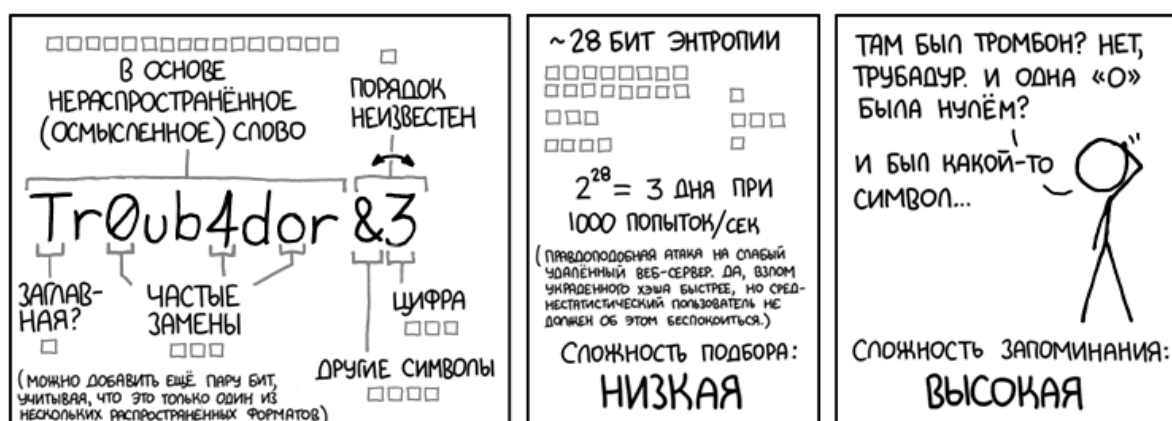 В ОСНОВЕ
НЕРАСПРОСТРАНЁННОЕ
(ОСМЫСЛЕННОЕ) СЛОВО
ПОРЯДОК
НЕИЗВЕСТЕН
Tr0ub4dor &3
ЗАГЛАВ-
НАЯ?
ЧАСТЫЕ
ЗАМЕНЫ
ЦИФРА
ДРУГИЕ СИМВОЛЫ
(МОЖНО ДОБАВИТЬ ЕЩЁ ПАРУ БИТ,
УЧИТЫВАЯ, ЧТО ЭТО ТОЛЬКО ОДИН ИЗ
НЕСКОЛЬКИХ РАСПРОСТРАНЁННЫХ ФОРМАТОВ)
~28 БИТ ЭНТРОПИИ
2²⁸ = 3 ДНЯ ПРИ
1000 ПОПЫТОК/СЕК
(ПРАВДОПОДОБНАЯ АТАКА НА СЛАБЫЙ
УДАЛЁННЫЙ ВЕБ-СЕРВЕР. ДА, ВЗЛОМ
УКРАДЕННОГО ХЭША БЫСТРЕЕ, НО СРЕД-
НЕСТАТИСТИЧЕСКИЙ ПОЛЬЗОВАТЕЛЬ НЕ
ДОЛЖЕН ОБ ЭТОМ БЕСПОКОИТЬСЯ.)
СЛОЖНОСТЬ ПОДБОРА:
НИЗКАЯ
ТАМ БЫЛ ТРОМБОН? НЕТ,
ТРУБАДУР. И ОДНА «О»
БЫЛА НУЛЁМ?
И БЫЛ КАКОЙ-ТО
СИМВОЛ...
СЛОЖНОСТЬ ЗАПОМИНАНИЯ:
ВЫСОКАЯ